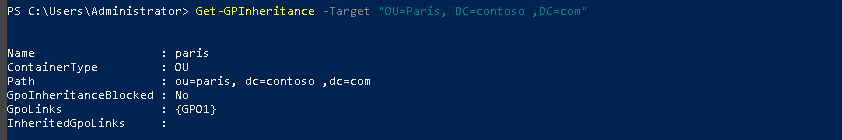 PS C:\Users\Administrator> Get-GPInheritance -Target "OU=Paris, DC=contoso ,DC=com"
Name : paris
ContainerType : OU
Path : ou=paris, dc=contoso ,dc=com
GpoInheritanceBlocked : No
GpoLinks : {GPO1}
InheritedGpoLinks :